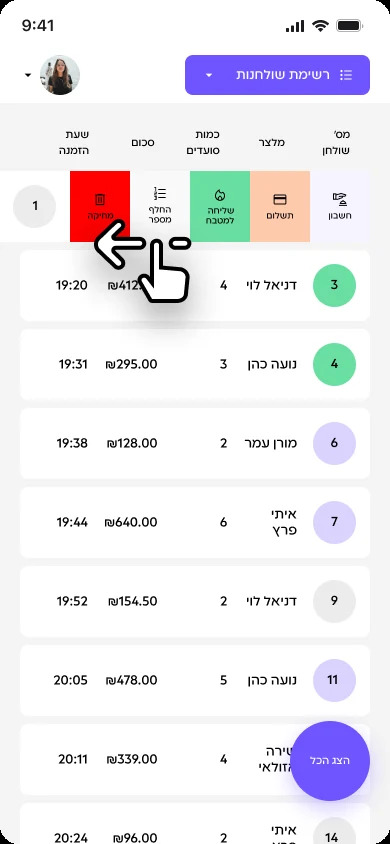 9:41
רשימת שולחנות
מס' שולחן
מלצר
כמות סועדים
סכום
שעת הזמנה
חשבון
תשלום
שליחה למטבח
החלף מספר
מחיקה
1
3 דניאל לוי 4 ₪412. 19:20
4 נועה כהן 3 ₪295.00 19:31
6 מורן עמר 2 ₪128.00 19:38
7 איתי פרץ 6 ₪640.00 19:44
9 דניאל לוי 2 ₪154.50 19:52
11 נועה כהן 5 ₪478.00 20:05
שירה אזולאי 4 ₪339.00 20:11
הצג הכל
14 איתי פרץ 2 ₪96.00 20:24